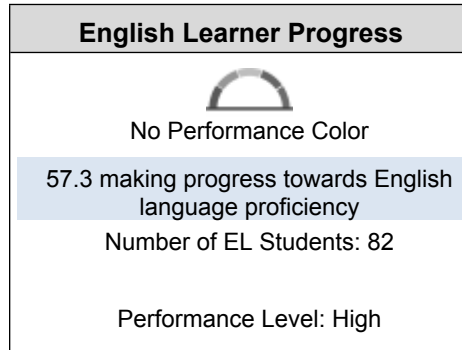 English Learner Progress
No Performance Color
57.3 making progress towards English
language proficiency
Number of EL Students: 82
Performance Level: High